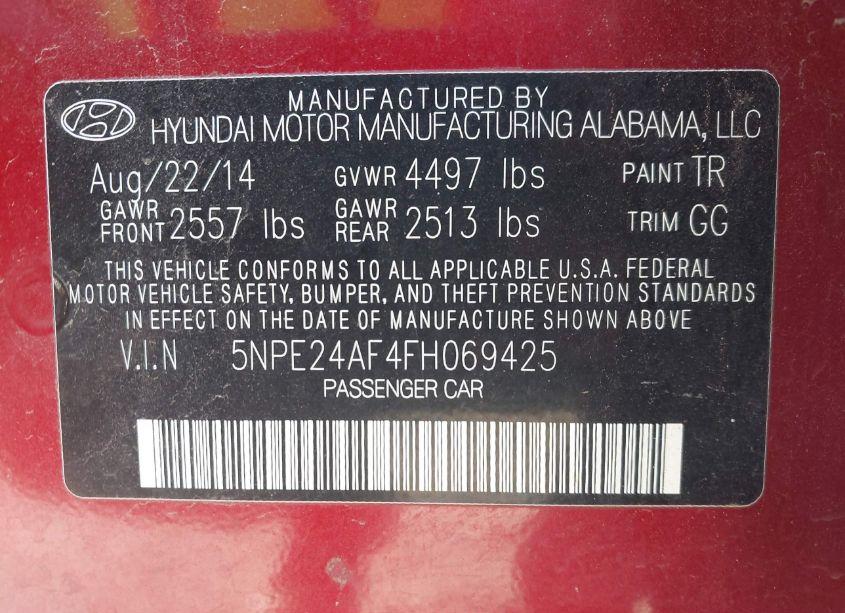 MANUFACTURED BY
HYUNDAI MOTOR MANUFACTURING ALABAMA, LLC
Aug/22/14 GVWR 4497 lbs PAINT TR
GAWR FRONT 2557 lbs GAWR REAR 2513 lbs TRIM GG
THIS VEHICLE CONFORMS TO ALL APPLICABLE U.S.A. FEDERAL
MOTOR VEHICLE SAFETY, BUMPER, AND THEFT PREVENTION STANDARDS
IN EFFECT ON THE DATE OF MANUFACTURE SHOWN ABOVE
V.I.N 5NPE24AF4FH069425
PASSENGER CAR